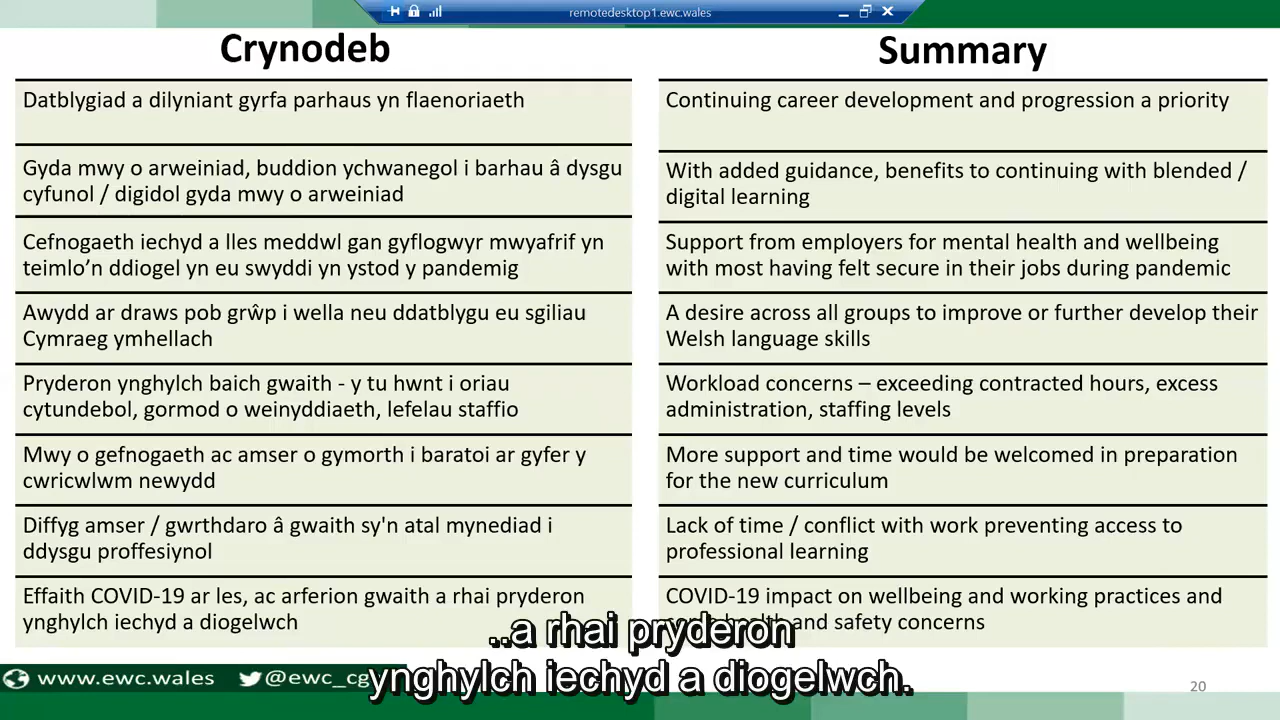 remotedesktop1.ewc.wales
Crynodeb
Datblygiad a dilyniant gyrfa parhaus yn flaenoriaeth
Gyda mwy o arweiniad, buddion ychwanegol i barhau â dysgu
cyfunol / digidol gyda mwy o arweiniad
Cefnogaeth iechyd a lles meddwl gan gyflogwyr mwyafrif yn
teimlo’n ddiogel yn eu swyddi yn ystod y pandemig
Awydd ar draws pob grŵp i wella neu ddatblygu eu sgiliau
Cymraeg ymhellach
Pryderon ynghylch baich gwaith - y tu hwnt i oriau
cytundebol, gormod o weinyddiaeth, lefelau staffio
Mwy o gefnogaeth ac amser o gymorth i baratoi ar gyfer y
cwricwlwm newydd
Diffyg amser / gwrthdaro â gwaith sy'n atal mynediad i
ddysgu proffesiynol
Effaith COVID-19 ar les, ac arferion gwaith a rhai pryderon
ynghylch iechyd a diogelwch
Summary
Continuing career development and progression a priority
With added guidance, benefits to continuing with blended /
digital learning
Support from employers for mental health and wellbeing
with most having felt secure in their jobs during pandemic
A desire across all groups to improve or further develop their
Welsh language skills
Workload concerns – exceeding contracted hours, excess
administration, staffing levels
More support and time would be welcomed in preparation
for the new curriculum
Lack of time / conflict with work preventing access to
professional learning
COVID-19 impact on wellbeing and working practices and
and safety concerns
..a rhai pryderon
ynghylch iechyd a diogelwch.
www.ewc.wales @ewc_cg
20